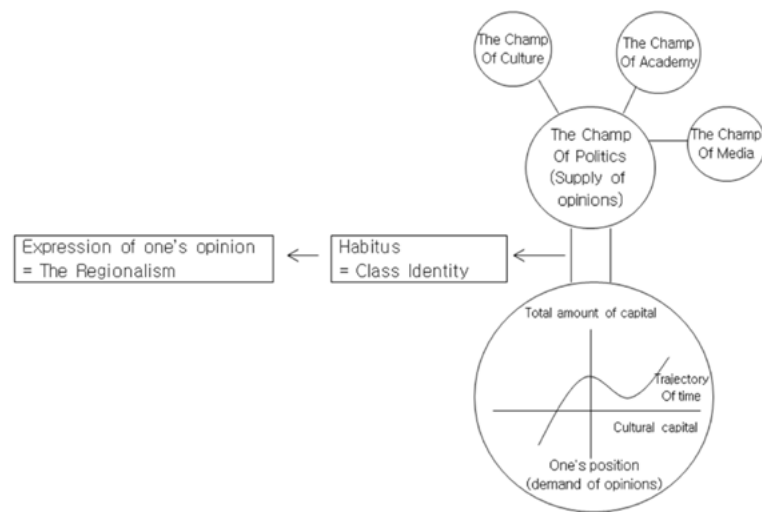 The Champ
Of Culture
The Champ
Of Academy
The Champ
Of Politics
(Supply of
opinions)
The Champ
Of Media
Expression of one's opinion
= The Regionalism
Habitus
= Class Identity
Total amount of capital
Trajectory
Of time
Cultural capital
One's position
(demand of opinions)